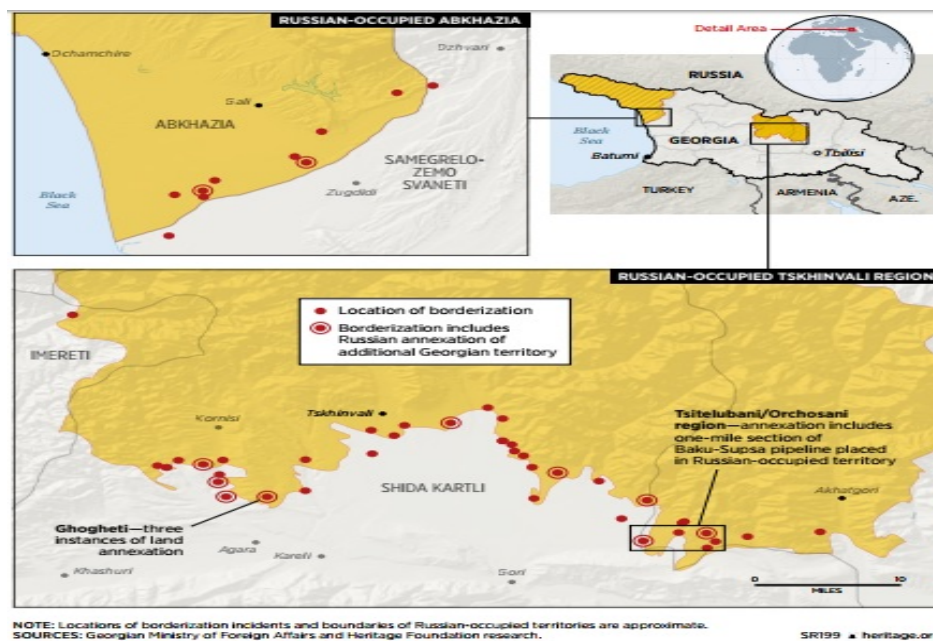 RUSSIAN-OCCUPIED ABKHAZIA
Ochamchire
Dzhvari
Gali
ABKHAZIA
SAMEGRELO-
ZEMO
SVANETI
Zugdidi
Black
Sea
Detail Area
RUSSIA
Black
Sea
GEORGIA
Batumi
Tbilisi
TURKEY
ARMENIA
AZE.
RUSSIAN-OCCUPIED TSKHINVALI REGION
Location of borderization
Borderization includes
Russian annexation of
additional Georgian territory
IMERETI
Kornisi
Tskhinvali
Tsitelubani/Orchosani
region—annexation includes
one-mile section of
Baku-Supsa pipeline placed
in Russian-occupied territory
SHIDA KARTLI
Akhalgori
Ghogheti—three
instances of land
annexation
Agara
Kareli
Khashuri
Gori
0 10
MILES
NOTE: Locations of borderization incidents and boundaries of Russian-occupied territories are approximate.
SOURCES: Georgian Ministry of Foreign Affairs and Heritage Foundation research.
SR199 heritage.o